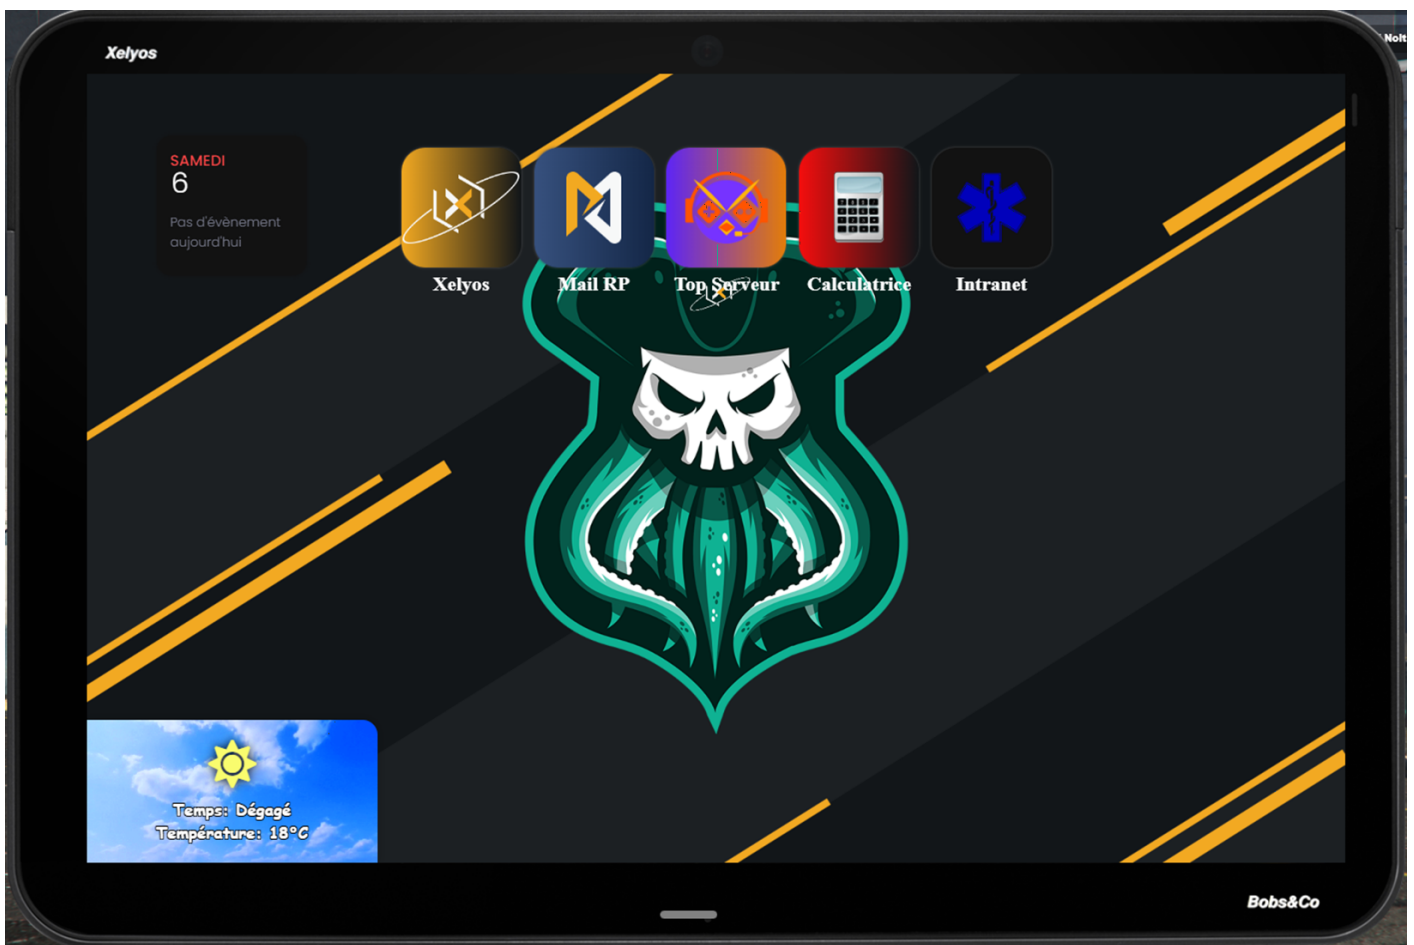 Xelyos
Nolt
SAMEDI
6
Pas d'évènement
aujourd'hui
Xelyos
Mail RP
Top Serveur
Calculatrice
Intranet
Temps: Dégagé
Température: 18°C
Bobs&Co